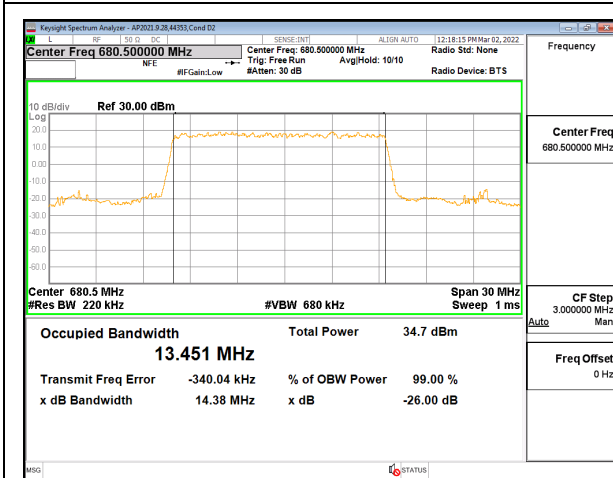 Keysight Spectrum Analyzer - AP2021.9.28,44353,Cond D2
LXI L RF 50 Ω DC SENSE:INT ALIGN AUTO 12:18:15 PM Mar 02, 2022
Center Freq 680.500000 MHz Center Freq: 680.500000 MHz Radio Std: None Frequency
NFE Trig: Free Run Avg|Hold: 10/10
#IFGain:Low #Atten: 30 dB Radio Device: BTS
10 dB/div Ref 30.00 dBm
Log
20.0
10.0
0.00
-10.0
-20.0
-30.0
-40.0
-50.0
-60.0
Center Freq
680.500000 MHz
Center 680.5 MHz Span 30 MHz
#Res BW 220 kHz #VBW 680 kHz Sweep 1 ms
CF Step
3.000000 MHz
Auto Man
Occupied Bandwidth Total Power 34.7 dBm
13.451 MHz
Freq Offset
0 Hz
Transmit Freq Error -340.04 kHz % of OBW Power 99.00 %
x dB Bandwidth 14.38 MHz x dB -26.00 dB
MSG STATUS